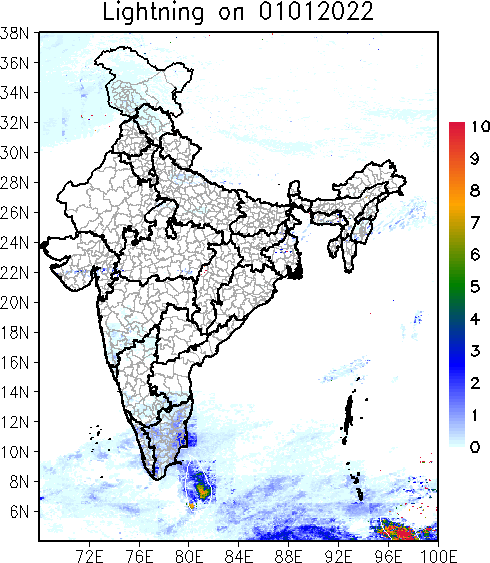 Lightning on 01012022
38N
36N
34N
32N
30N
28N
26N
24N
22N
20N
18N
16N
14N
12N
10N
8N
6N
72E 76E 80E 84E 88E 92E 96E 100E
10
9
8
7
6
5
4
3
2
1
0